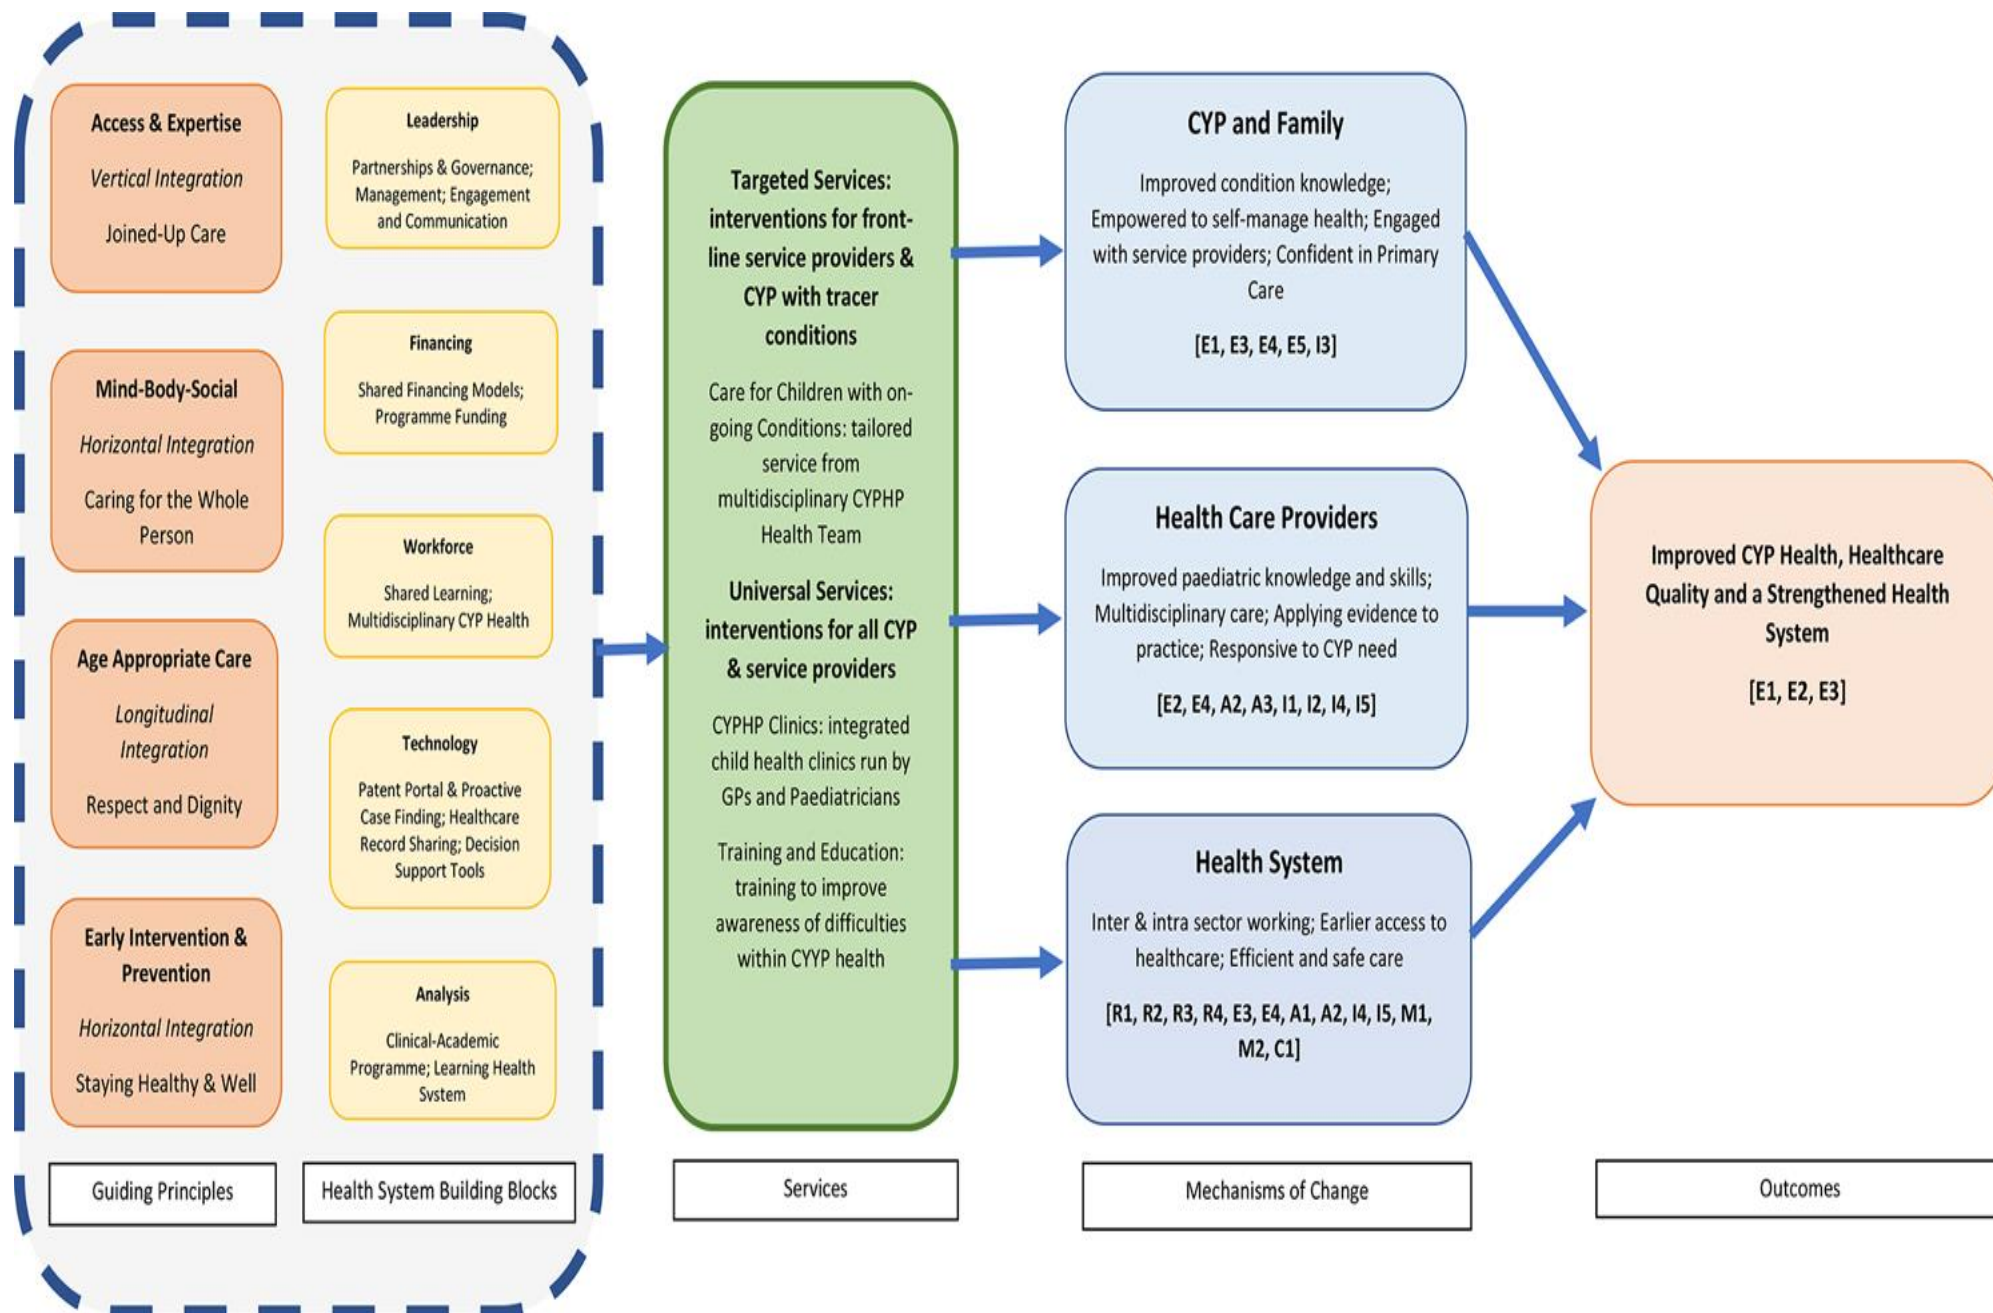 Access & Expertise
Vertical Integration
Joined-Up Care
Mind-Body-Social
Horizontal Integration
Caring for the Whole
Person
Age Appropriate Care
Longitudinal
Integration
Respect and Dignity
Early Intervention &
Prevention
Horizontal Integration
Staying Healthy & Well
Guiding Principles
Leadership
Partnerships & Governance;
Management; Engagement
and Communication
Financing
Shared Financing Models;
Programme Funding
Workforce
Shared Learning;
Multidisciplinary CYP Health
Technology
Patent Portal & Proactive
Case Finding; Healthcare
Record Sharing; Decision
Support Tools
Analysis
Clinical-Academic
Programme; Learning Health
System
Health System Building Blocks
Targeted Services:
interventions for front-
line service providers &
CYP with tracer
conditions
Care for Children with on-
going Conditions: tailored
service from
multidisciplinary CYPHP
Health Team
Universal Services:
interventions for all CYP
& service providers
CYPHP Clinics: integrated
child health clinics run by
GPs and Paediatricians
Training and Education:
training to improve
awareness of difficulties
within CYYP health
Services
CYP and Family
Improved condition knowledge;
Empowered to self-manage health; Engaged
with service providers; Confident in Primary
Care
[E1, E3, E4, E5, I3]
Health Care Providers
Improved paediatric knowledge and skills;
Multidisciplinary care; Applying evidence to
practice; Responsive to CYP need
[E2, E4, A2, A3, I1, I2, I4, I5]
Health System
Inter & intra sector working; Earlier access to
healthcare; Efficient and safe care
[R1, R2, R3, R4, E3, E4, A1, A2, I4, I5, M1,
M2, C1]
Mechanisms of Change
Improved CYP Health, Healthcare
Quality and a Strengthened Health
System
[E1, E2, E3]
Outcomes